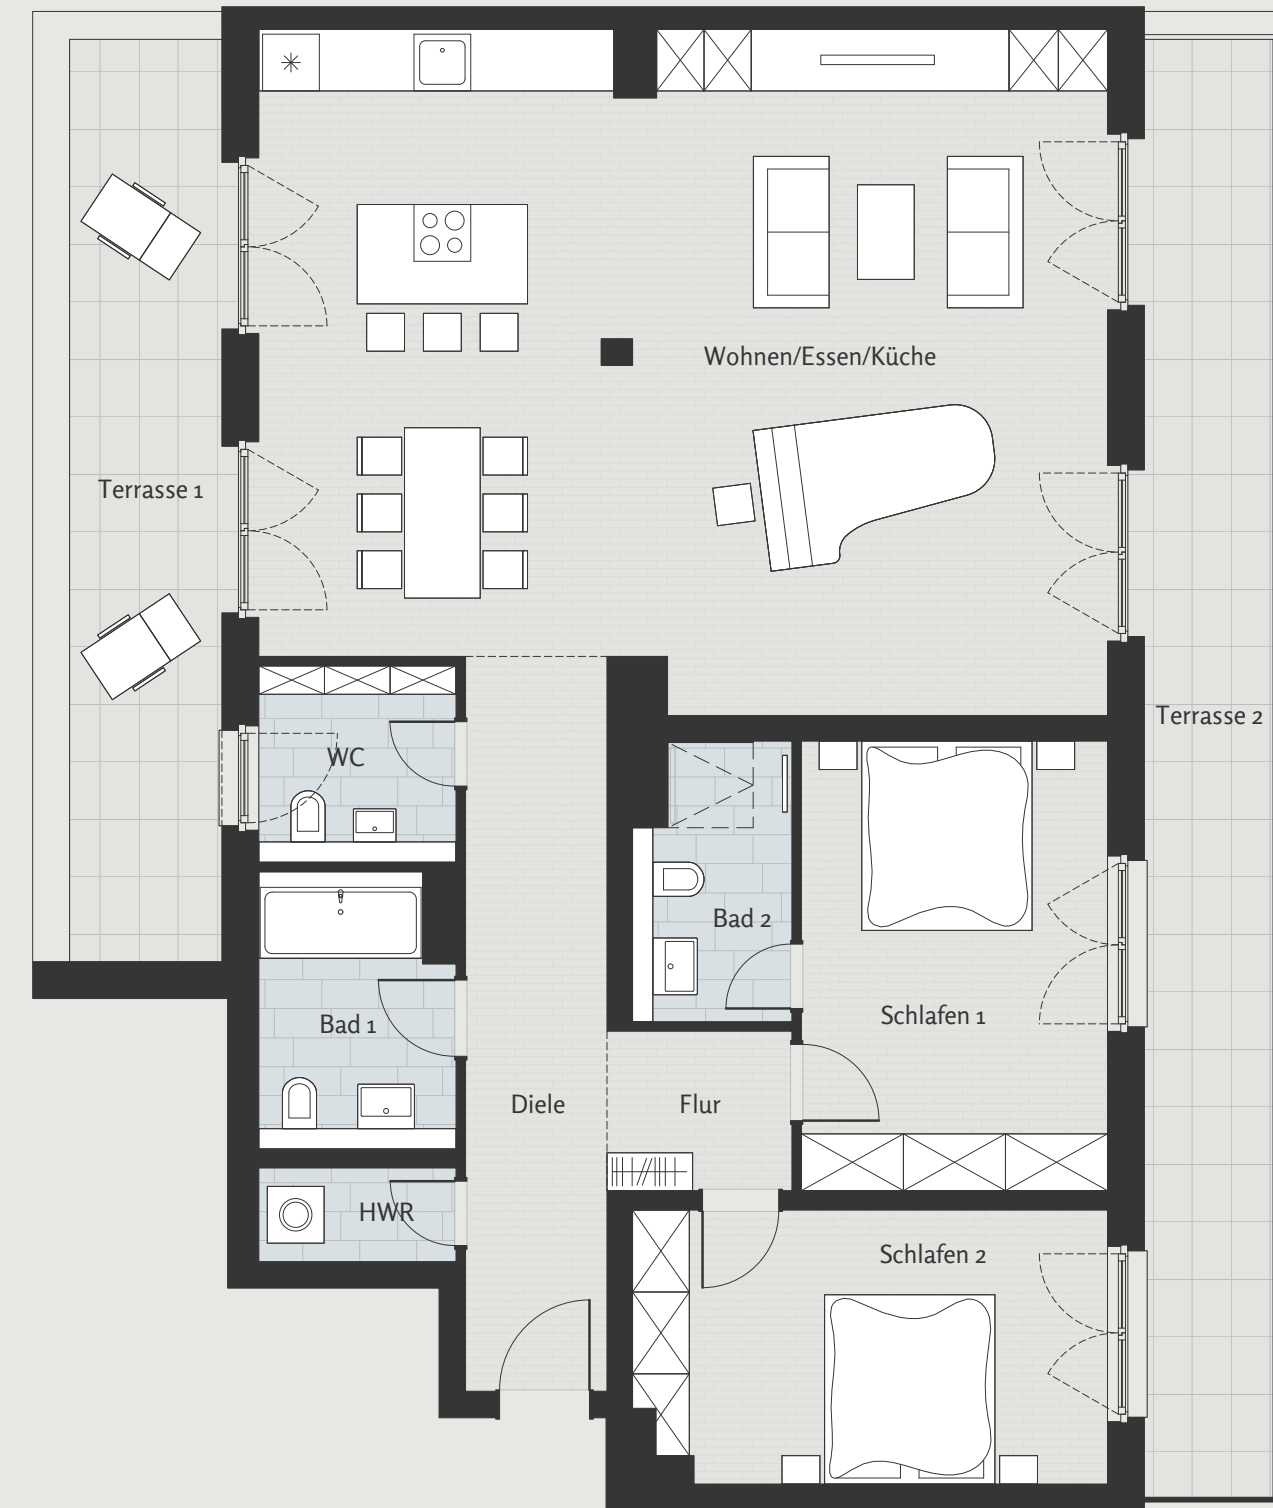 Wohnen/Essen/Küche
Terrasse 1
Terrasse 2
WC
Bad 2
Schlafen 1
Bad 1
Diele
Flur
HWR
Schlafen 2